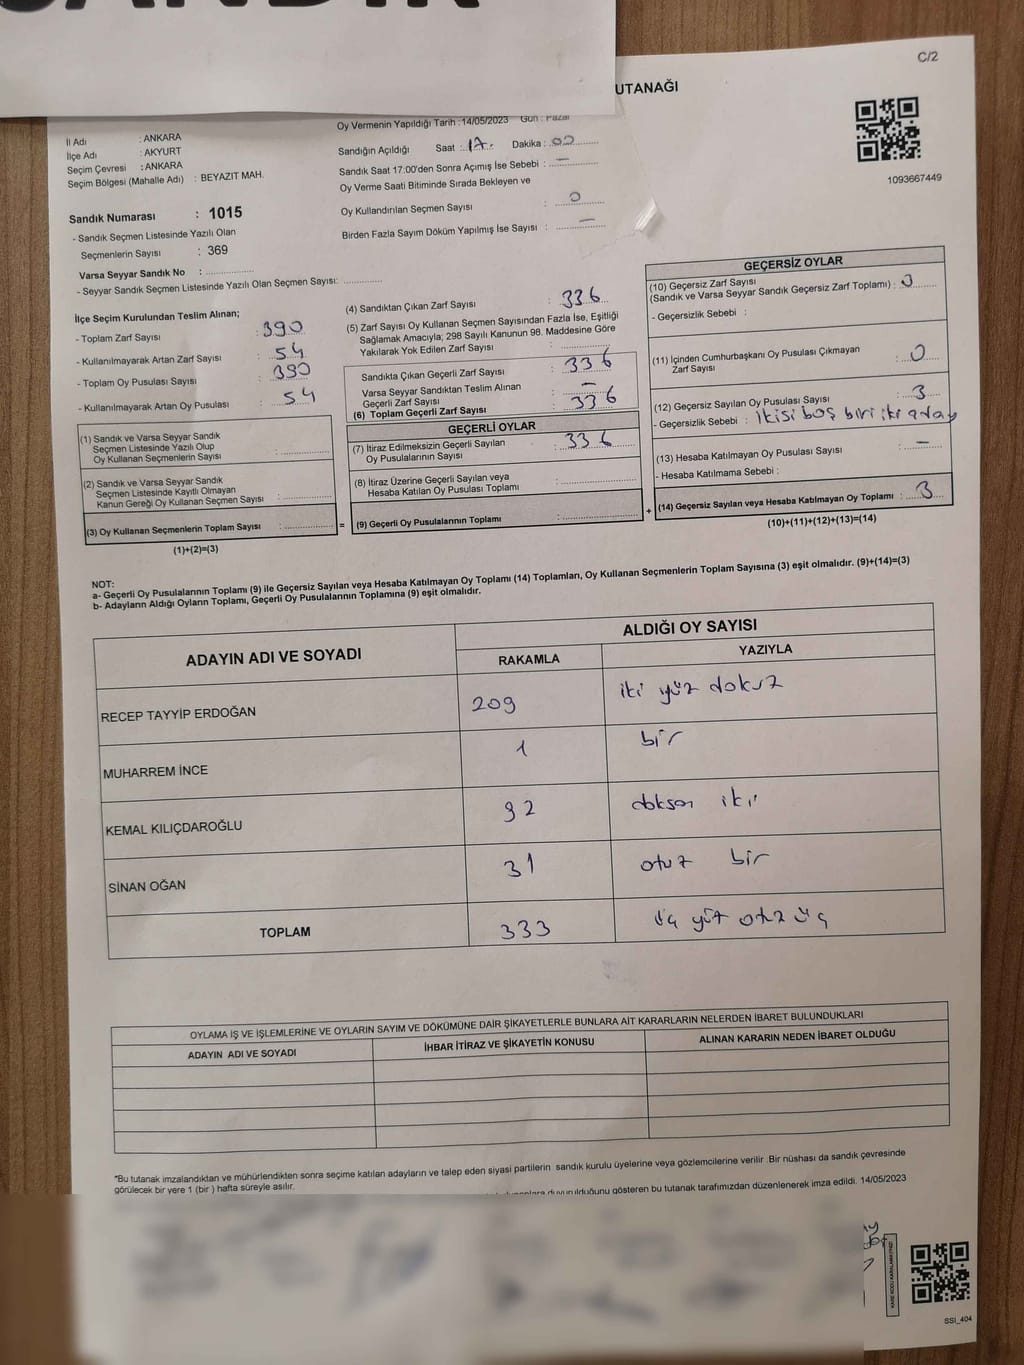 SANDIK
C/2
UTANAĞI
İl Adı : ANKARA
İlçe Adı : AKYURT
Seçim Çevresi : ANKARA
Seçim Bölgesi (Mahalle Adı) : BEYAZIT MAH.
Oy Vermenin Yapıldığı Tarih : 14/05/2023 Gün : Pazar
Sandığın Açıldığı Saat : 17. Dakika : 00
Sandık Saat 17:00'den Sonra Açımış İse Sebebi : —
Oy Verme Saati Bitiminde Sırada Bekleyen ve
Oy Kullandırılan Seçmen Sayısı : 0
Birden Fazla Sayım Döküm Yapılmış İse Sayısı : —
1093667449
Sandık Numarası : 1015
- Sandık Seçmen Listesinde Yazılı Olan
Seçmenlerin Sayısı : 369
Varsa Seyyar Sandık No :
- Seyyar Sandık Seçmen Listesinde Yazılı Olan Seçmen Sayısı:
İlçe Seçim Kurulundan Teslim Alınan;
- Toplam Zarf Sayısı : 390
- Kullanılmayarak Artan Zarf Sayısı : 54
- Toplam Oy Pusulası Sayısı : 390
- Kullanılmayarak Artan Oy Pusulası : 54
(1) Sandık ve Varsa Seyyar Sandık
Seçmen Listesinde Yazılı Olup
Oy Kullanan Seçmenlerin Sayısı :
(2) Sandık ve Varsa Seyyar Sandık
Seçmen Listesinde Kayıtlı Olmayan
Kanun Gereği Oy Kullanan Seçmen Sayısı :
(3) Oy Kullanan Seçmenlerin Toplam Sayısı : =
(1)+(2)=(3)
(4) Sandıktan Çıkan Zarf Sayısı : 336
(5) Zarf Sayısı Oy Kullanan Seçmen Sayısından Fazla İse, Eşitliği
Sağlamak Amacıyla; 298 Sayılı Kanunun 98. Maddesine Göre
Yakılarak Yok Edilen Zarf Sayısı :
Sandıkta Çıkan Geçerli Zarf Sayısı : 336
Varsa Seyyar Sandıktan Teslim Alınan
Geçerli Zarf Sayısı : —
(6) Toplam Geçerli Zarf Sayısı : 336
GEÇERLİ OYLAR
(7) İtiraz Edilmeksizin Geçerli Sayılan
Oy Pusulalarının Sayısı : 336
(8) İtiraz Üzerine Geçerli Sayılan veya
Hesaba Katılan Oy Pusulası Toplamı :
(9) Geçerli Oy Pusulalarının Toplamı : +
GEÇERSİZ OYLAR
(10) Geçersiz Zarf Sayısı
(Sandık ve Varsa Seyyar Sandık Geçersiz Zarf Toplamı) : 0
- Geçersizlik Sebebi :
(11) İçinden Cumhurbaşkanı Oy Pusulası Çıkmayan
Zarf Sayısı : 0
(12) Geçersiz Sayılan Oy Pusulası Sayısı : 3
- Geçersizlik Sebebi : ikisi boş biri iki aday
(13) Hesaba Katılmayan Oy Pusulası Sayısı : —
- Hesaba Katılmama Sebebi :
(14) Geçersiz Sayılan veya Hesaba Katılmayan Oy Toplamı : 3
(10)+(11)+(12)+(13)=(14)
NOT:
a- Geçerli Oy Pusulalarının Toplamı (9) ile Geçersiz Sayılan veya Hesaba Katılmayan Oy Toplamı (14) Toplamları, Oy Kullanan Seçmenlerin Toplam Sayısına (3) eşit olmalıdır. (9)+(14)=(3)
b- Adayların Aldığı Oyların Toplamı, Geçerli Oy Pusulalarının Toplamına (9) eşit olmalıdır.
ADAYIN ADI VE SOYADI ALDIĞI OY SAYISI
RAKAMLA YAZIYLA
RECEP TAYYİP ERDOĞAN 209 iki yüz dokuz
MUHARREM İNCE 1 bir
KEMAL KILIÇDAROĞLU 92 doksan iki
SİNAN OĞAN 31 otuz bir
TOPLAM 333 üç yüz otuz üç
OYLAMA İŞ VE İŞLEMLERİNE VE OYLARIN SAYIM VE DÖKÜMÜNE DAİR ŞİKAYETLERLE BUNLARA AİT KARARLARIN NELERDEN İBARET BULUNDUKLARI
ADAYIN ADI VE SOYADI İHBAR İTİRAZ VE ŞİKAYETİN KONUSU ALINAN KARARIN NEDEN İBARET OLDUĞU
*Bu tutanak imzalandıktan ve mühürlendikten sonra seçime katılan adayların ve talep eden siyasi partilerin sandık kurulu üyelerine veya gözlemcilerine verilir. Bir nüshası da sandık çevresinde
görülecek bir yere 1 (bir) hafta süreyle asılır.
duyurulduğunu gösteren bu tutanak tarafımızdan düzenlenerek imza edildi. 14/05/2023
SSI_404